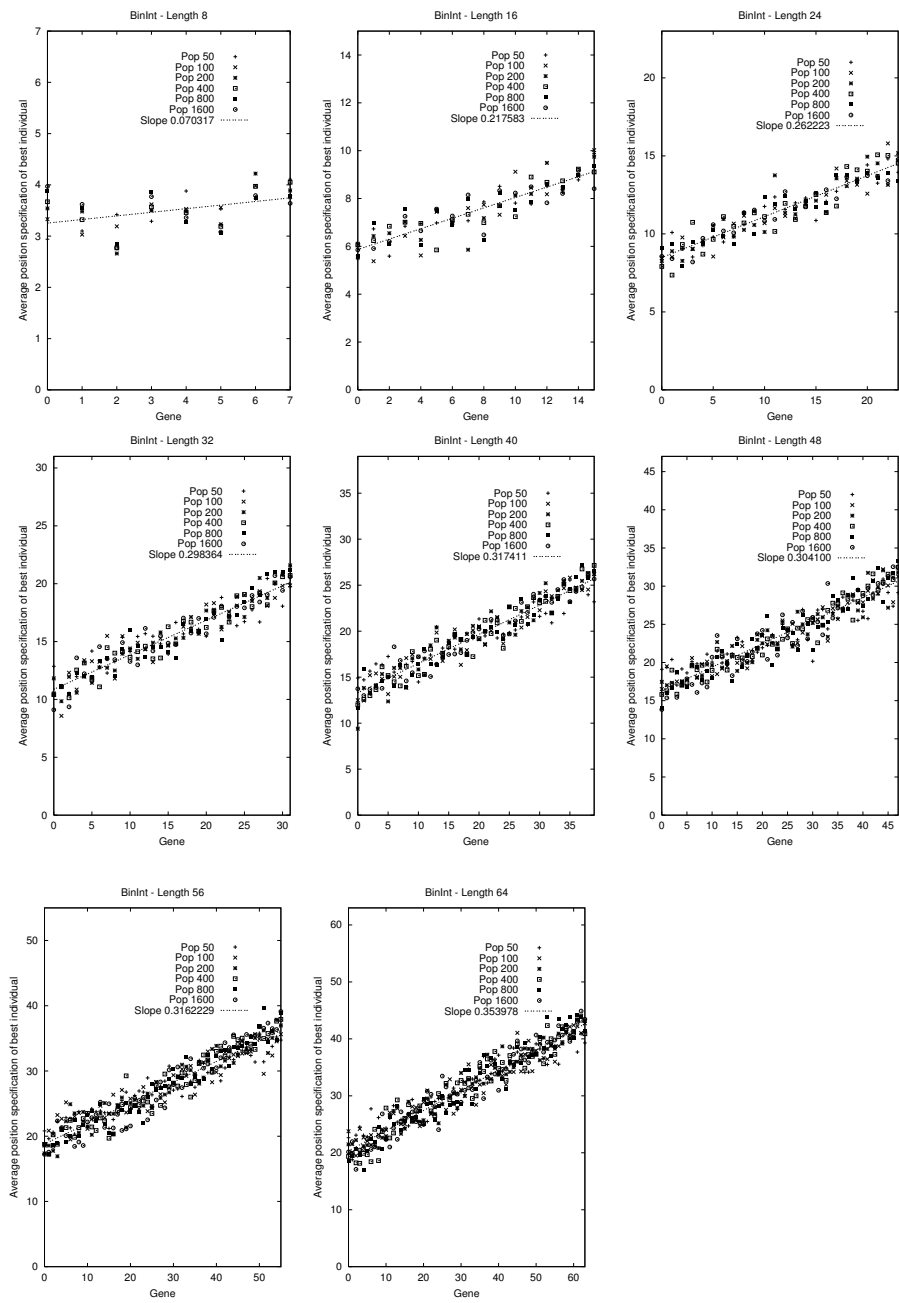 BinInt - Length 8
Average position specification of best individual
7
6
5
4
3
2
1
0
Pop 50
Pop 100
Pop 200
Pop 400
Pop 800
Pop 1600
Slope 0.070317
0 1 2 3 4 5 6 7
Gene
BinInt - Length 16
Average position specification of best individual
14
12
10
8
6
4
2
0
Pop 50
Pop 100
Pop 200
Pop 400
Pop 800
Pop 1600
Slope 0.217583
0 2 4 6 8 10 12 14
Gene
BinInt - Length 24
Average position specification of best individual
20
15
10
5
0
Pop 50
Pop 100
Pop 200
Pop 400
Pop 800
Pop 1600
Slope 0.262223
0 5 10 15 20
Gene
BinInt - Length 32
Average position specification of best individual
30
25
20
15
10
5
0
Pop 50
Pop 100
Pop 200
Pop 400
Pop 800
Pop 1600
Slope 0.298364
0 5 10 15 20 25 30
Gene
BinInt - Length 40
Average position specification of best individual
35
30
25
20
15
10
5
0
Pop 50
Pop 100
Pop 200
Pop 400
Pop 800
Pop 1600
Slope 0.317411
0 5 10 15 20 25 30 35
Gene
BinInt - Length 48
Average position specification of best individual
45
40
35
30
25
20
15
10
5
0
Pop 50
Pop 100
Pop 200
Pop 400
Pop 800
Pop 1600
Slope 0.304100
0 5 10 15 20 25 30 35 40 45
Gene
BinInt - Length 56
Average position specification of best individual
50
40
30
20
10
0
Pop 50
Pop 100
Pop 200
Pop 400
Pop 800
Pop 1600
Slope 0.3162229
0 10 20 30 40 50
Gene
BinInt - Length 64
Average position specification of best individual
60
50
40
30
20
10
0
Pop 50
Pop 100
Pop 200
Pop 400
Pop 800
Pop 1600
Slope 0.353978
0 10 20 30 40 50 60
Gene